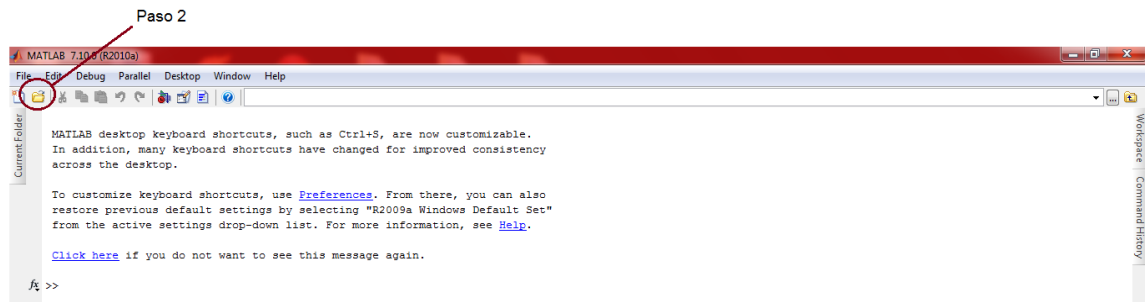 Paso 2
MATLAB 7.10.0 (R2010a)
File Edit Debug Parallel Desktop Window Help
Current Folder
MATLAB desktop keyboard shortcuts, such as Ctrl+S, are now customizable.
In addition, many keyboard shortcuts have changed for improved consistency
across the desktop.
To customize keyboard shortcuts, use Preferences. From there, you can also
restore previous default settings by selecting "R2009a Windows Default Set"
from the active settings drop-down list. For more information, see Help.
Click here if you do not want to see this message again.
fx >>
Workspace
Command History